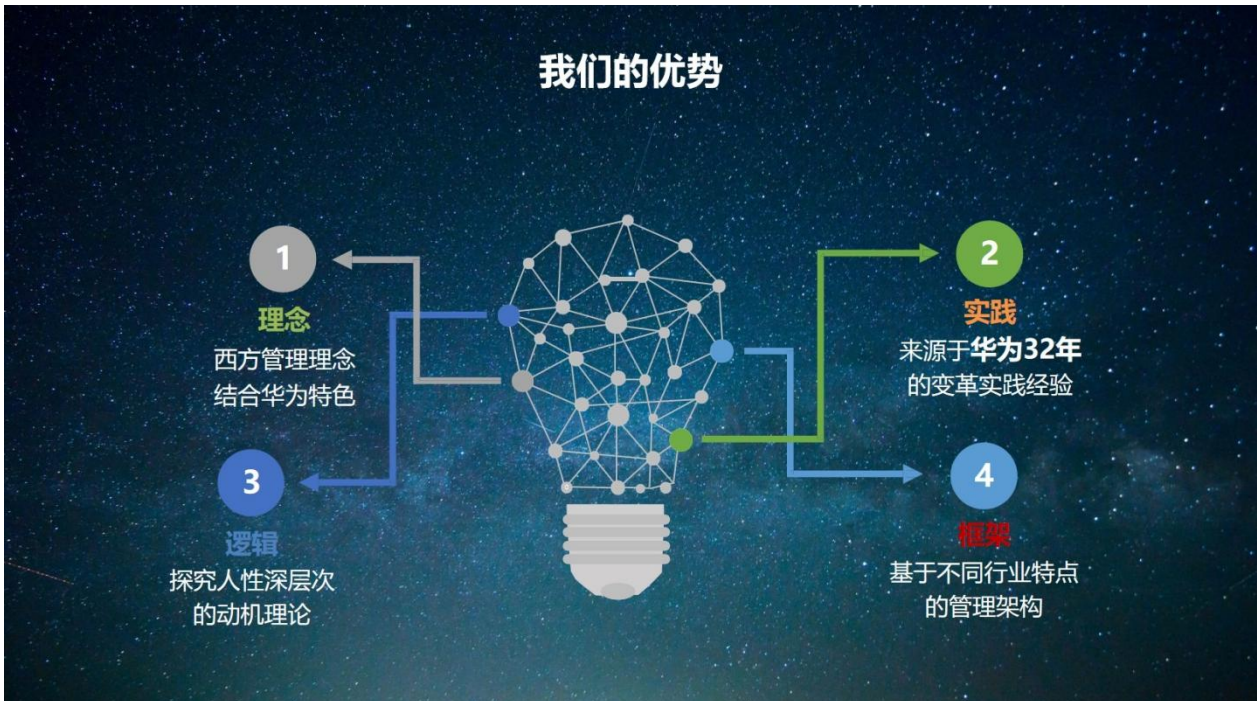 我们的优势
1
理念
西方管理理念
结合华为特色
2
实践
来源于华为32年
的变革实践经验
3
逻辑
探究人性深层次
的动机理论
4
框架
基于不同行业特点
的管理架构